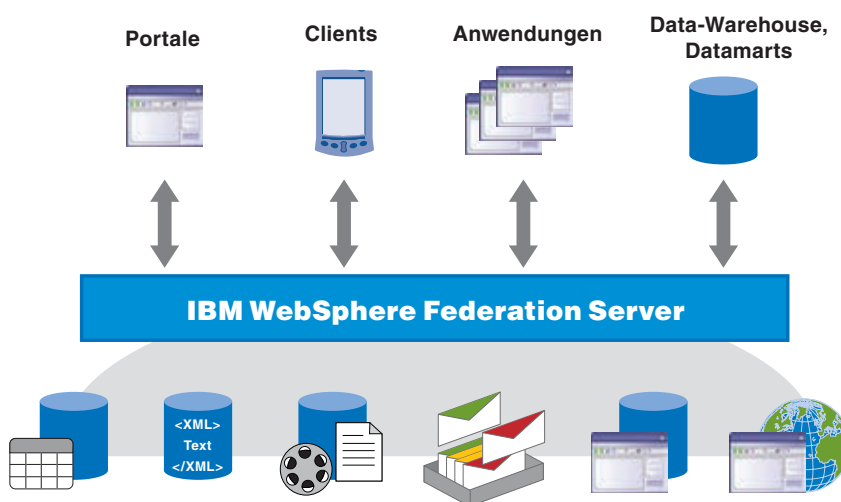 Portale
Clients
Anwendungen
Data-Warehouse,
Datamarts
IBM WebSphere Federation Server
<XML>
Text
</XML>